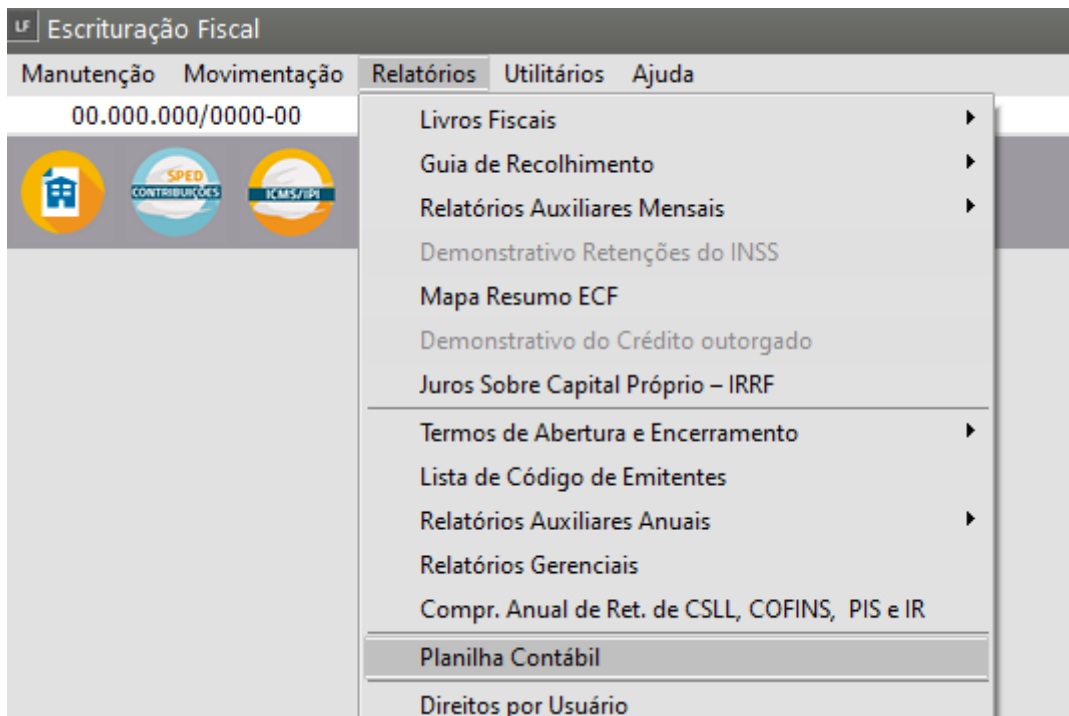 LF Escrituração Fiscal
Manutenção Movimentação Relatórios Utilitários Ajuda
00.000.000/0000-00
SPED
CONTRIBUIÇÕES
ICMS/IPI
Livros Fiscais
Guia de Recolhimento
Relatórios Auxiliares Mensais
Demonstrativo Retenções do INSS
Mapa Resumo ECF
Demonstrativo do Crédito outorgado
Juros Sobre Capital Próprio – IRRF
Termos de Abertura e Encerramento
Lista de Código de Emitentes
Relatórios Auxiliares Anuais
Relatórios Gerenciais
Compr. Anual de Ret. de CSLL, COFINS, PIS e IR
Planilha Contábil
Direitos por Usuário